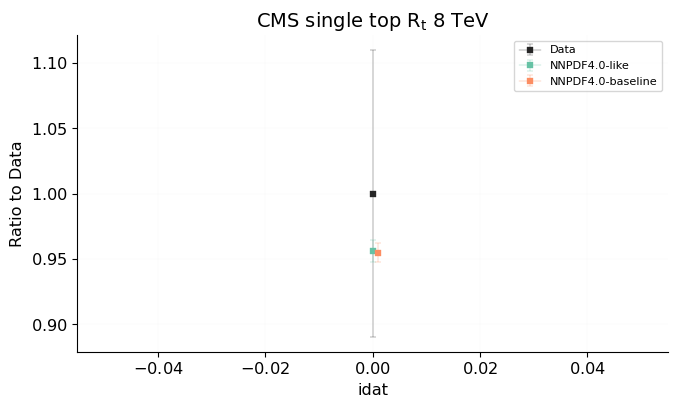 CMS single top Rt 8 TeV
Data
NNPDF4.0-like
NNPDF4.0-baseline
Ratio to Data
1.10
1.05
1.00
0.95
0.90
−0.04 −0.02 0.00 0.02 0.04
idat